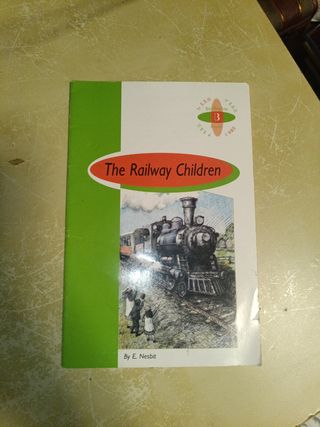 3
The Railway Children
By E. Nesbit